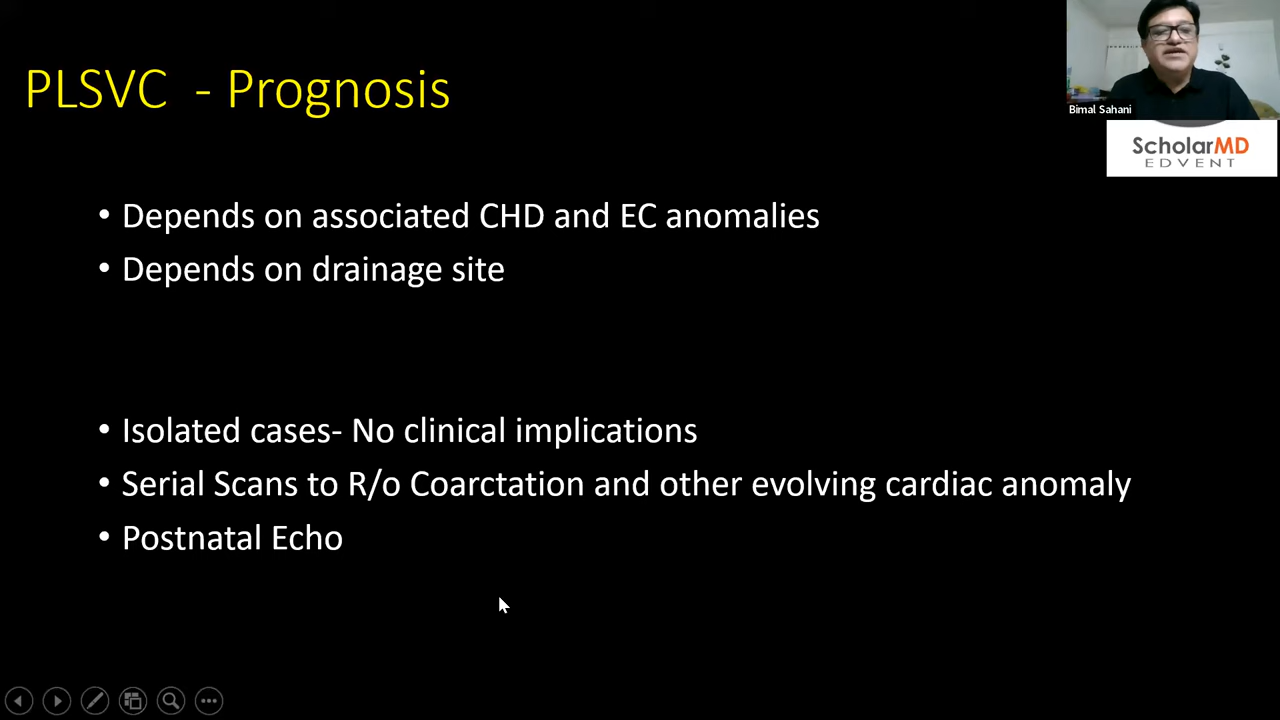 PLSVC - Prognosis
Bimal Sahani
ScholarMD
EDVENT
• Depends on associated CHD and EC anomalies
• Depends on drainage site
• Isolated cases- No clinical implications
• Serial Scans to R/o Coarctation and other evolving cardiac anomaly
• Postnatal Echo